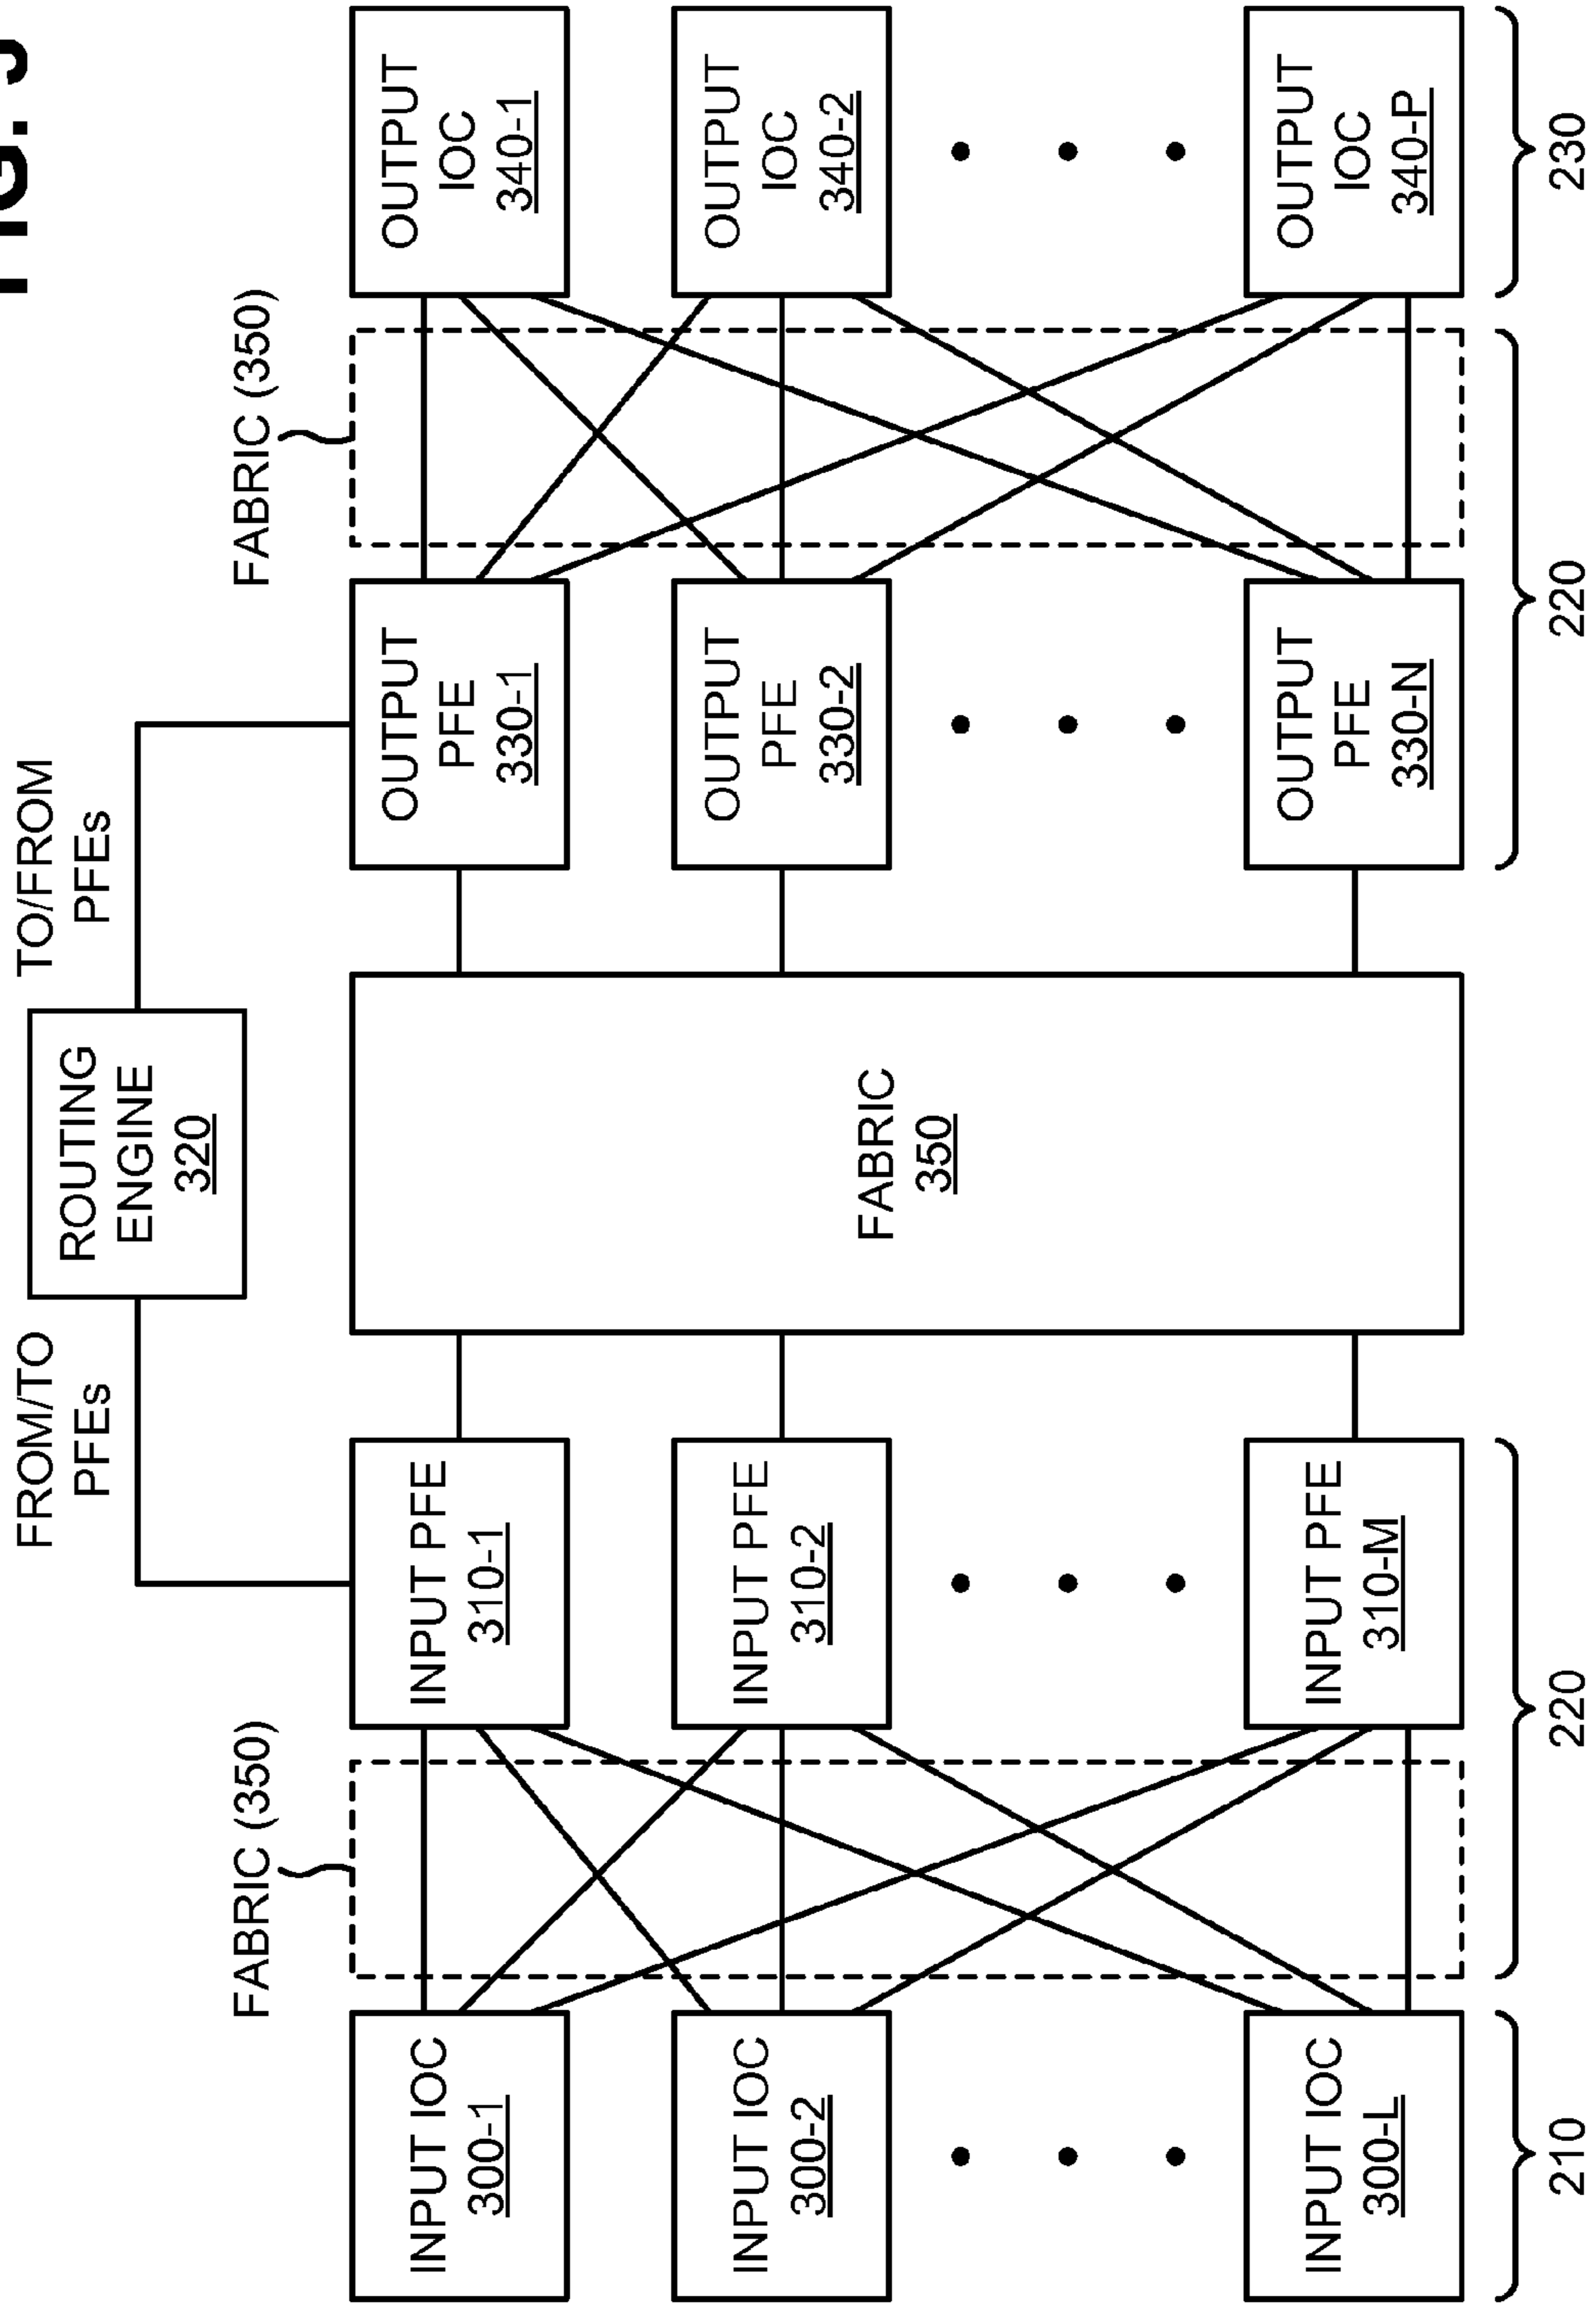 FROM/TO
PFEs
TO/FROM
PFEs
ROUTING
ENGINE
320
FABRIC (350)
FABRIC (350)
INPUT IOC
300-1
INPUT PFE
310-1
OUTPUT
PFE
330-1
OUTPUT
IOC
340-1
INPUT IOC
300-2
INPUT PFE
310-2
FABRIC
350
OUTPUT
PFE
330-2
OUTPUT
IOC
340-2
INPUT IOC
300-L
INPUT PFE
310-M
OUTPUT
PFE
330-N
OUTPUT
IOC
340-P
210
220
220
230